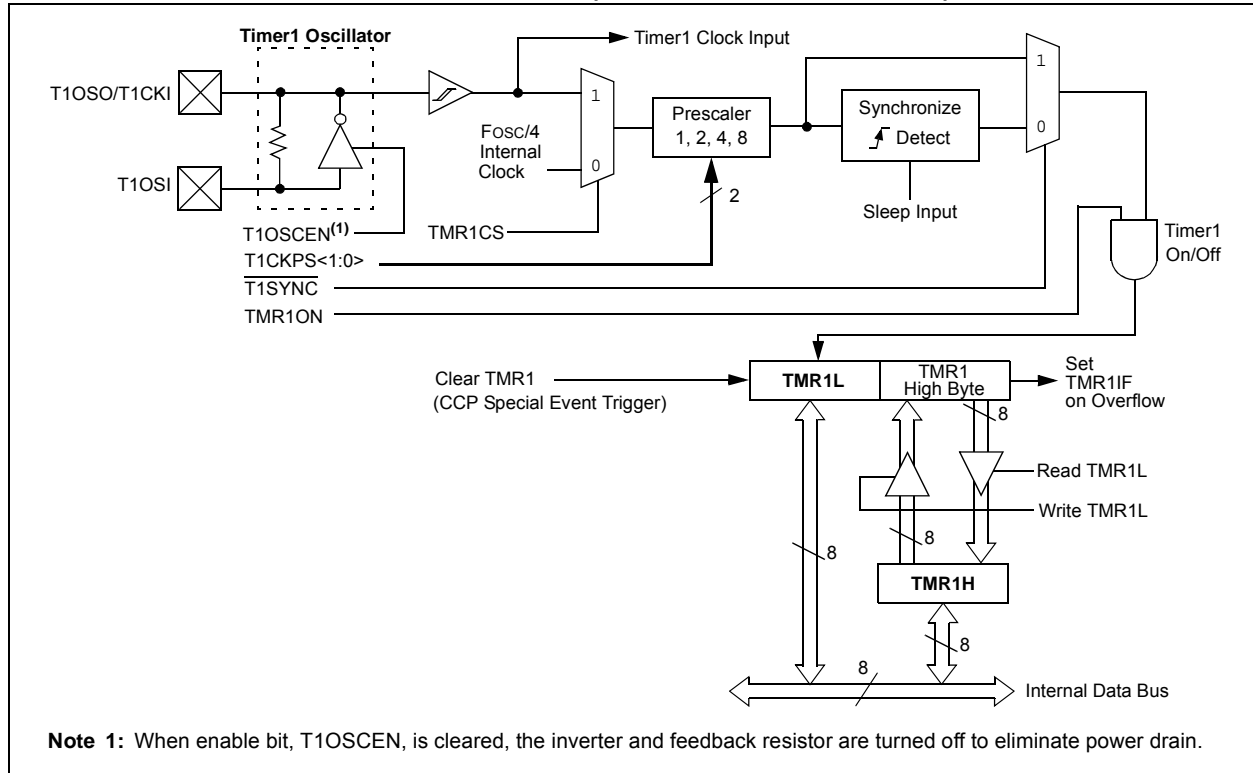 Timer1 Oscillator
Timer1 Clock Input
T1OSO/T1CKI
1
1
Prescaler
1, 2, 4, 8
Synchronize
Detect
FOSC/4
Internal
Clock
0
0
T1OSI
2
Sleep Input
T1OSCEN(1)
TMR1CS
Timer1
On/Off
T1CKPS<1:0>
T1SYNC
TMR1ON
Clear TMR1
(CCP Special Event Trigger)
TMR1L
TMR1
High Byte
Set
TMR1IF
on Overflow
8
Read TMR1L
Write TMR1L
8
8
TMR1H
8
8
Internal Data Bus
Note 1: When enable bit, T1OSCEN, is cleared, the inverter and feedback resistor are turned off to eliminate power drain.